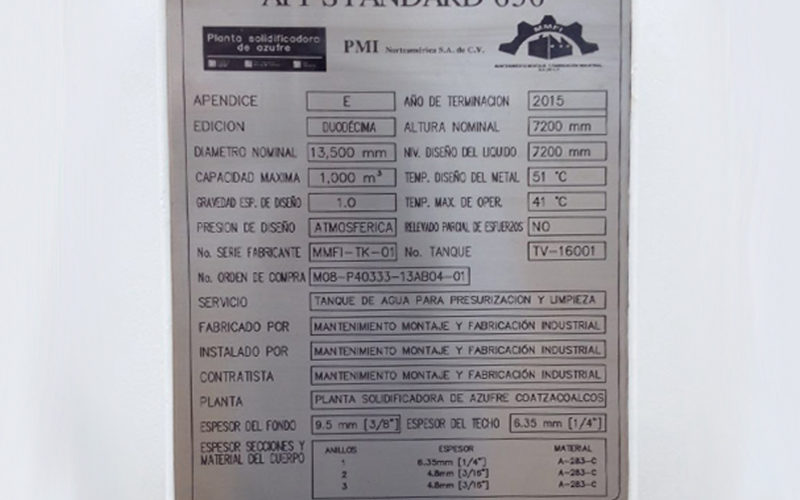 API STANDARD 650
Planta solidificadora
de azufre
PMI Norteamérica S.A. de C.V.
MMFI
APENDICE E AÑO DE TERMINACION 2015
EDICION DUODÉCIMA ALTURA NOMINAL 7200 mm
DIAMETRO NOMINAL 13,500 mm NIV. DISEÑO DEL LIQUIDO 7200 mm
CAPACIDAD MAXIMA 1,000 m³ TEMP. DISEÑO DEL METAL 51 °C
GRAVEDAD ESP. DE DISEÑO 1.0 TEMP. MAX. DE OPER. 41 °C
PRESION DE DISEÑO ATMOSFERICA RELEVADO PARCIAL DE ESFUERZOS NO
No. SERIE FABRICANTE MMFI-TK-01 No. TANQUE TV-16001
No. ORDEN DE COMPRA MO8-P40333-13AB04-01
SERVICIO TANQUE DE AGUA PARA PRESURIZACION Y LIMPIEZA
FABRICADO POR MANTENIMIENTO MONTAJE Y FABRICACIÓN INDUSTRIAL
INSTALADO POR MANTENIMIENTO MONTAJE Y FABRICACIÓN INDUSTRIAL
CONTRATISTA MANTENIMIENTO MONTAJE Y FABRICACIÓN INDUSTRIAL
PLANTA PLANTA SOLIDIFICADORA DE AZUFRE COATZACOALCOS
ESPESOR DEL FONDO 9.5 mm [3/8"] ESPESOR DEL TECHO 6.35 mm [1/4"]
ESPESOR SECCIONES Y
MATERIAL DEL CUERPO
ANILLOS ESPESOR MATERIAL
1 6.35mm [1/4"] A-283-C
2 4.8mm [3/16"] A-283-C
3 4.8mm [3/16"] A-283-C